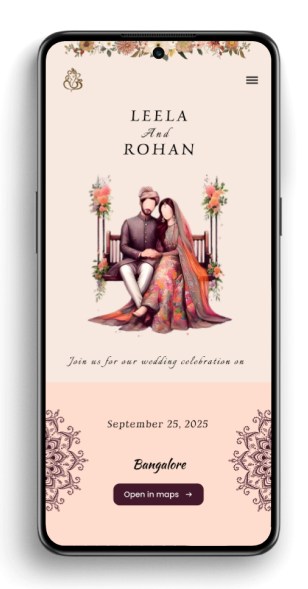 LEELA
And
ROHAN
Join us for our wedding celebration on
September 25, 2025
Bangalore
Open in maps →